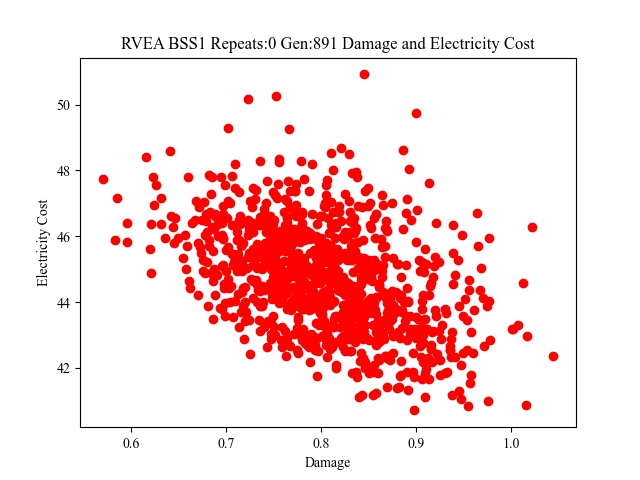 RVEA BSS1 Repeats:0 Gen:891 Damage and Electricity Cost
50
48
46
44
42
Electricity Cost
0.6 0.7 0.8 0.9 1.0
Damage